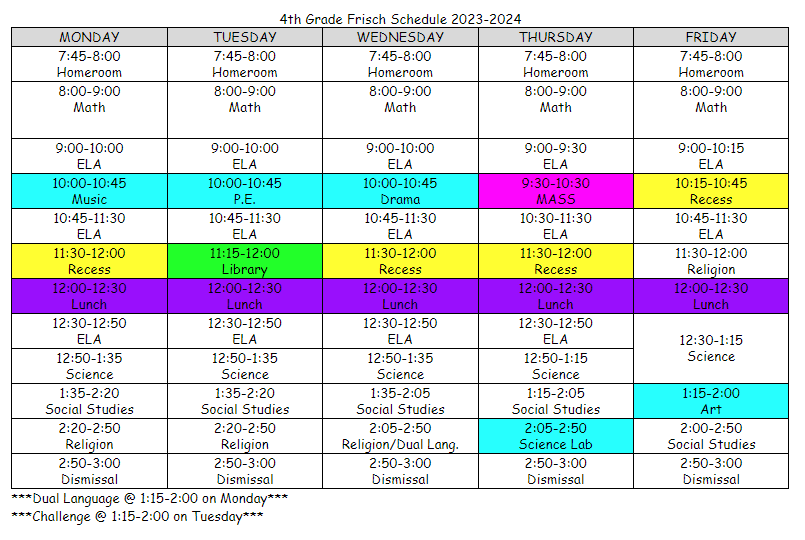 4th Grade Frisch Schedule 2023-2024
MONDAY TUESDAY WEDNESDAY THURSDAY FRIDAY
7:45-8:00 7:45-8:00 7:45-8:00 7:45-8:00 7:45-8:00
Homeroom Homeroom Homeroom Homeroom Homeroom
8:00-9:00 8:00-9:00 8:00-9:00 8:00-9:00 8:00-9:00
Math Math Math Math Math
9:00-10:00 9:00-10:00 9:00-10:00 9:00-9:30 9:00-10:15
ELA ELA ELA ELA ELA
10:00-10:45 10:00-10:45 10:00-10:45 9:30-10:30 10:15-10:45
Music P.E. Drama MASS Recess
10:45-11:30 10:45-11:30 10:45-11:30 10:30-11:30 10:45-11:30
ELA ELA ELA ELA ELA
11:30-12:00 11:15-12:00 11:30-12:00 11:30-12:00 11:30-12:00
Recess Library Recess Recess Religion
12:00-12:30 12:00-12:30 12:00-12:30 12:00-12:30 12:00-12:30
Lunch Lunch Lunch Lunch Lunch
12:30-12:50 12:30-12:50 12:30-12:50 12:30-12:50
ELA ELA ELA ELA
12:30-1:15
Science
12:50-1:35 12:50-1:35 12:50-1:35 12:50-1:15
Science Science Science Science
1:35-2:20 1:35-2:20 1:35-2:05 1:15-2:05 1:15-2:00
Social Studies Social Studies Social Studies Social Studies Art
2:20-2:50 2:20-2:50 2:05-2:50 2:05-2:50 2:00-2:50
Religion Religion Religion/Dual Lang. Science Lab Social Studies
2:50-3:00 2:50-3:00 2:50-3:00 2:50-3:00 2:50-3:00
Dismissal Dismissal Dismissal Dismissal Dismissal
***Dual Language @ 1:15-2:00 on Monday***
***Challenge @ 1:15-2:00 on Tuesday***